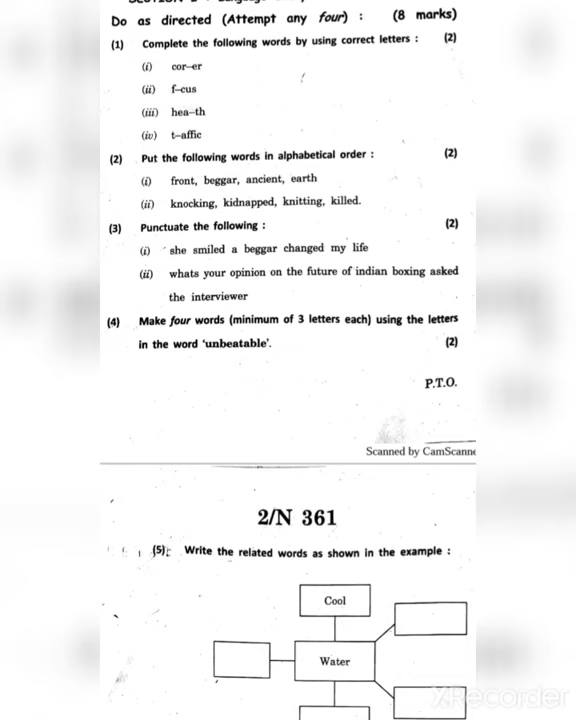 Do as directed (Attempt any four) : (8 marks)
(1) Complete the following words by using correct letters : (2)
(i) cor–er
(ii) f–cus
(iii) hea–th
(iv) t–affic
(2) Put the following words in alphabetical order : (2)
(i) front, beggar, ancient, earth
(ii) knocking, kidnapped, knitting, killed.
(3) Punctuate the following : (2)
(i) she smiled a beggar changed my life
(ii) whats your opinion on the future of indian boxing asked
the interviewer
(4) Make four words (minimum of 3 letters each) using the letters
in the word 'unbeatable'. (2)
P.T.O.
Scanned by CamScanne
2/N 361
(5) Write the related words as shown in the example :
Cool
Water
XRecorder